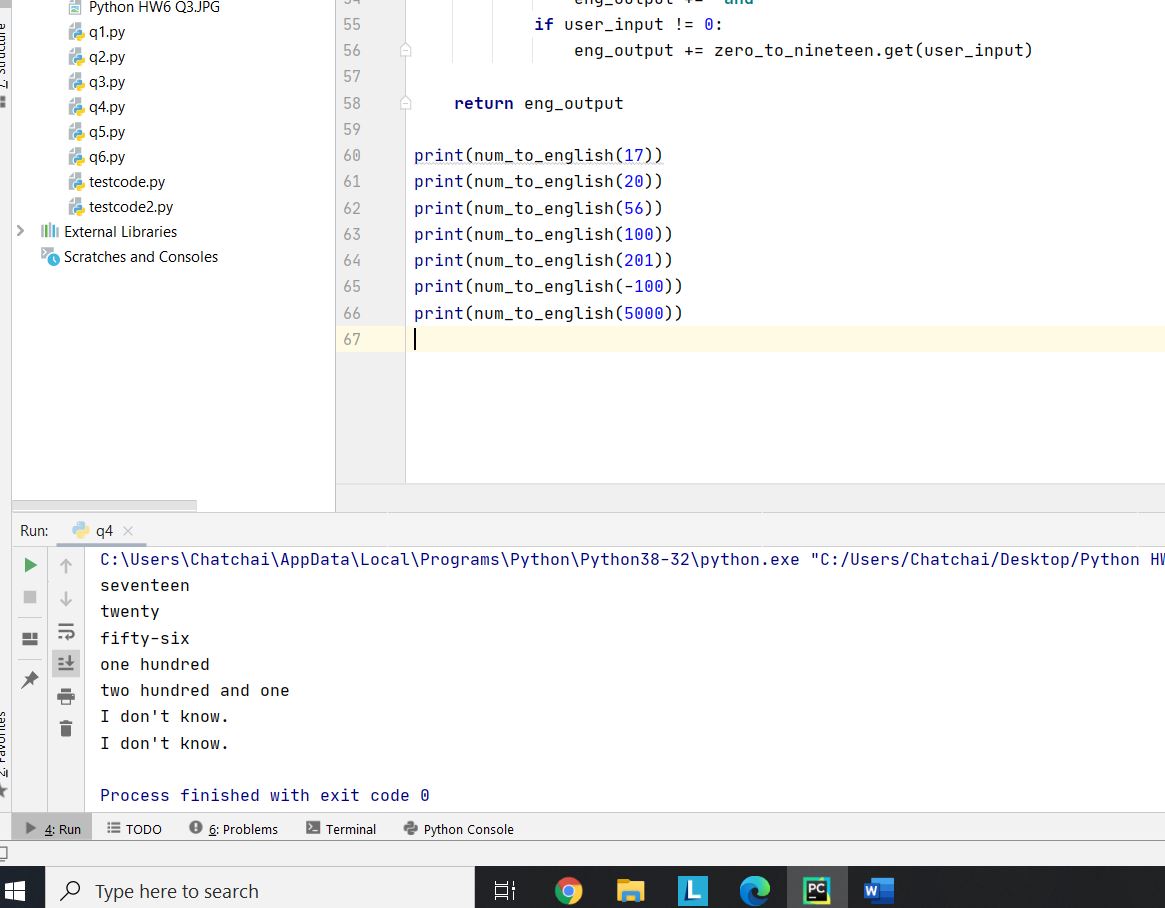 Python HW6 Q3.JPG
q1.py
q2.py
q3.py
q4.py
q5.py
q6.py
testcode.py
testcode2.py
External Libraries
Scratches and Consoles
Structure
eng_output += " and "
55 if user_input != 0:
56 eng_output += zero_to_nineteen.get(user_input)
57
58 return eng_output
59
60 print(num_to_english(17))
61 print(num_to_english(20))
62 print(num_to_english(56))
63 print(num_to_english(100))
64 print(num_to_english(201))
65 print(num_to_english(-100))
66 print(num_to_english(5000))
67
Run: q4
C:\Users\Chatchai\AppData\Local\Programs\Python\Python38-32\python.exe "C:/Users/Chatchai/Desktop/Python HW
seventeen
twenty
fifty-six
one hundred
two hundred and one
I don't know.
I don't know.
Process finished with exit code 0
2: Favorites
4: Run TODO 6: Problems Terminal Python Console
Type here to search L PC W